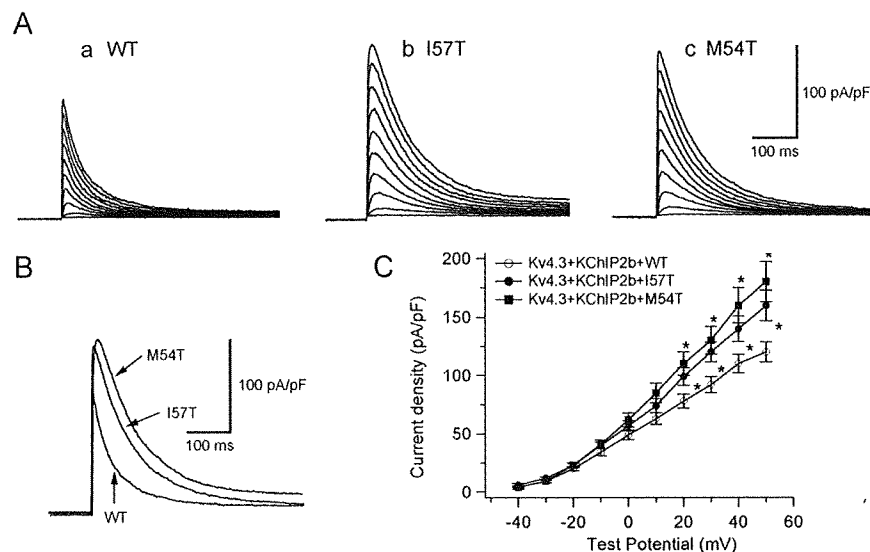 A
a WT
b I57T
c M54T
100 pA/pF
100 ms
B
M54T
I57T
WT
100 pA/pF
100 ms
C
Kv4.3+KChIP2b+WT
Kv4.3+KChIP2b+I57T
Kv4.3+KChIP2b+M54T
Current density (pA/pF)
200
150
100
50
0
* * * * * * * *
-40 -20 0 20 40 60
Test Potential (mV)